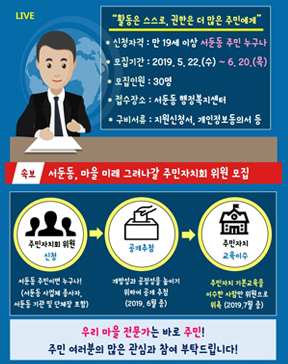 LIVE
"활동은 스스로, 권한은 더 많은 주민에게"
* 신청자격 : 만 19세 이상 서둔동 주민 누구나
* 모집기간 : 2019. 5. 22.(수) ~ 6. 20.(목)
* 모집인원 : 30명
* 접수장소 : 서둔동 행정복지센터
* 구비서류 : 지원신청서, 개인정보동의서 등
속보 서둔동, 마을 미래 그려나갈 주민자치회 위원 모집
주민자치회 위원
신청
공개추첨
주민자치
교육이수
서둔동 주민이면 누구나!
(서둔동 사업체 종사자,
서둔동 기관 및 단체장 포함)
개방성과 공정성을 높이기
위하여 공개 추첨
(2019. 6월 중)
주민자치 기본교육을
이수한 사람만 위원으로
위촉 (2019.7월 중)
우리 마을 전문가는 바로 주민!
주민 여러분의 많은 관심과 참여 부탁드립니다!